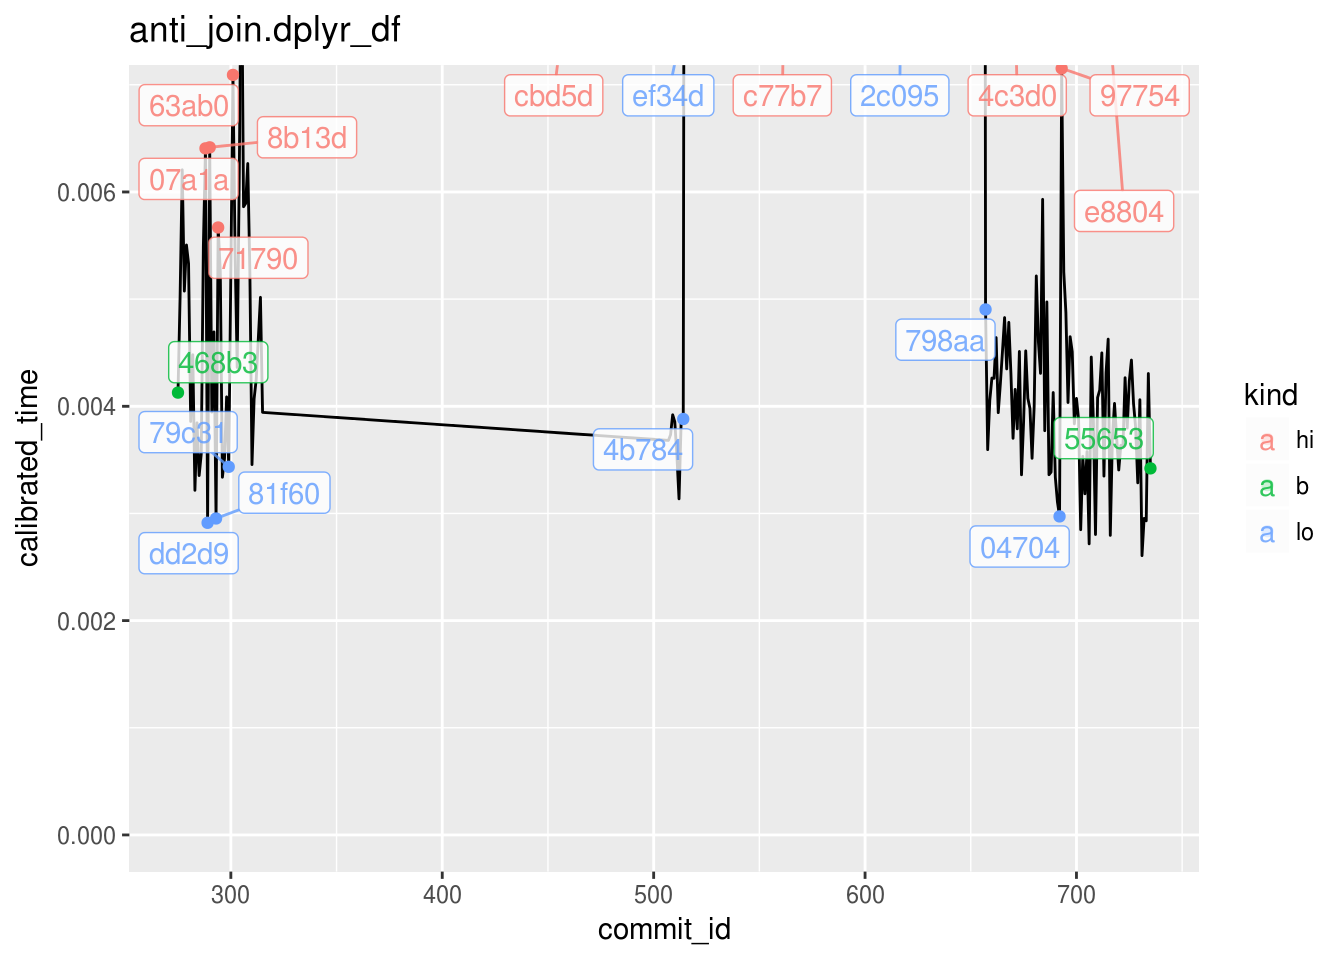 anti_join.dplyr_df
63ab0
cbd5d
ef34d
c77b7
2c095
4c3d0
97754
8b13d
07a1a
0.006
e8804
71790
798aa
468b3
0.004
79c31
4b784
55653
81f60
dd2d9
04704
0.002
0.000
300
400
500
600
700
commit_id
calibrated_time
kind
a hi
a b
a lo